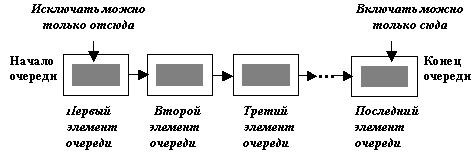 Исключать можно
только отсюда
Включать можно
только сюда
Начало
очереди
Конец
очереди
Первый
элемент
очереди
Второй
элемент
очереди
Третий
элемент
очереди
Последний
элемент
очереди